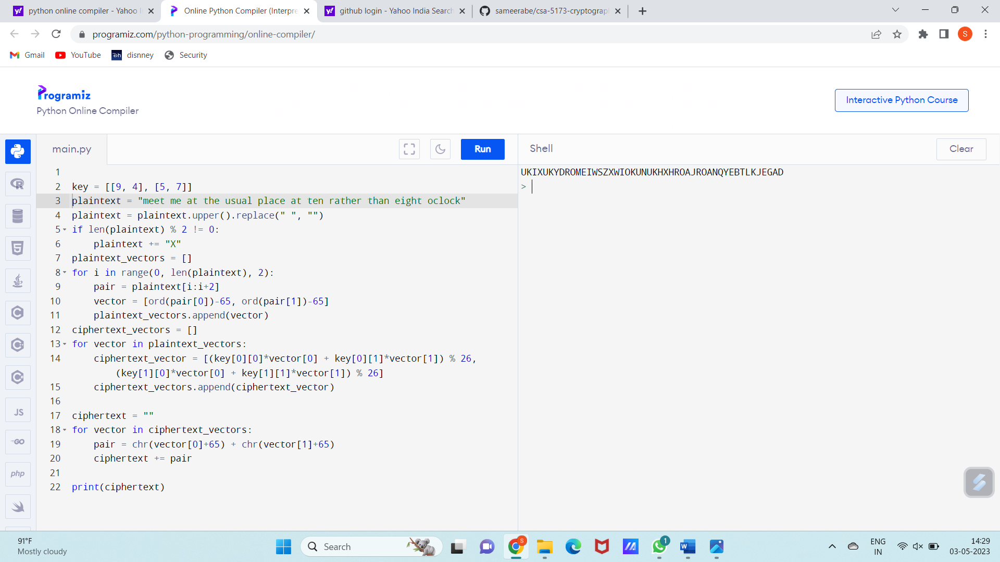 python online compiler - Yahoo I
Online Python Compiler (Interpre
github login - Yahoo India Search
sameerabe/csa-5173-cryptograpl
programiz.com/python-programming/online-compiler/
S
Gmail
YouTube
disnney
Security
Programiz
Python Online Compiler
Interactive Python Course
main.py
Run
Shell
Clear
1
2 key = [[9, 4], [5, 7]]
3 plaintext = "meet me at the usual place at ten rather than eight oclock"
4 plaintext = plaintext.upper().replace(" ", "")
5 if len(plaintext) % 2 != 0:
6     plaintext += "X"
7 plaintext_vectors = []
8 for i in range(0, len(plaintext), 2):
9     pair = plaintext[i:i+2]
10     vector = [ord(pair[0])-65, ord(pair[1])-65]
11     plaintext_vectors.append(vector)
12 ciphertext_vectors = []
13 for vector in plaintext_vectors:
14     ciphertext_vector = [(key[0][0]*vector[0] + key[0][1]*vector[1]) % 26,
        (key[1][0]*vector[0] + key[1][1]*vector[1]) % 26]
15     ciphertext_vectors.append(ciphertext_vector)
16
17 ciphertext = ""
18 for vector in ciphertext_vectors:
19     pair = chr(vector[0]+65) + chr(vector[1]+65)
20     ciphertext += pair
21
22 print(ciphertext)
UKIXUKYDROMEIWSZXWIOKUNUKHXHROAJROANQYEBTLKJEGAD
>
R
5
C
C
C
JS
GO
php
91°F
Mostly cloudy
Search
S
1
W
ENG
IN
14:29
03-05-2023